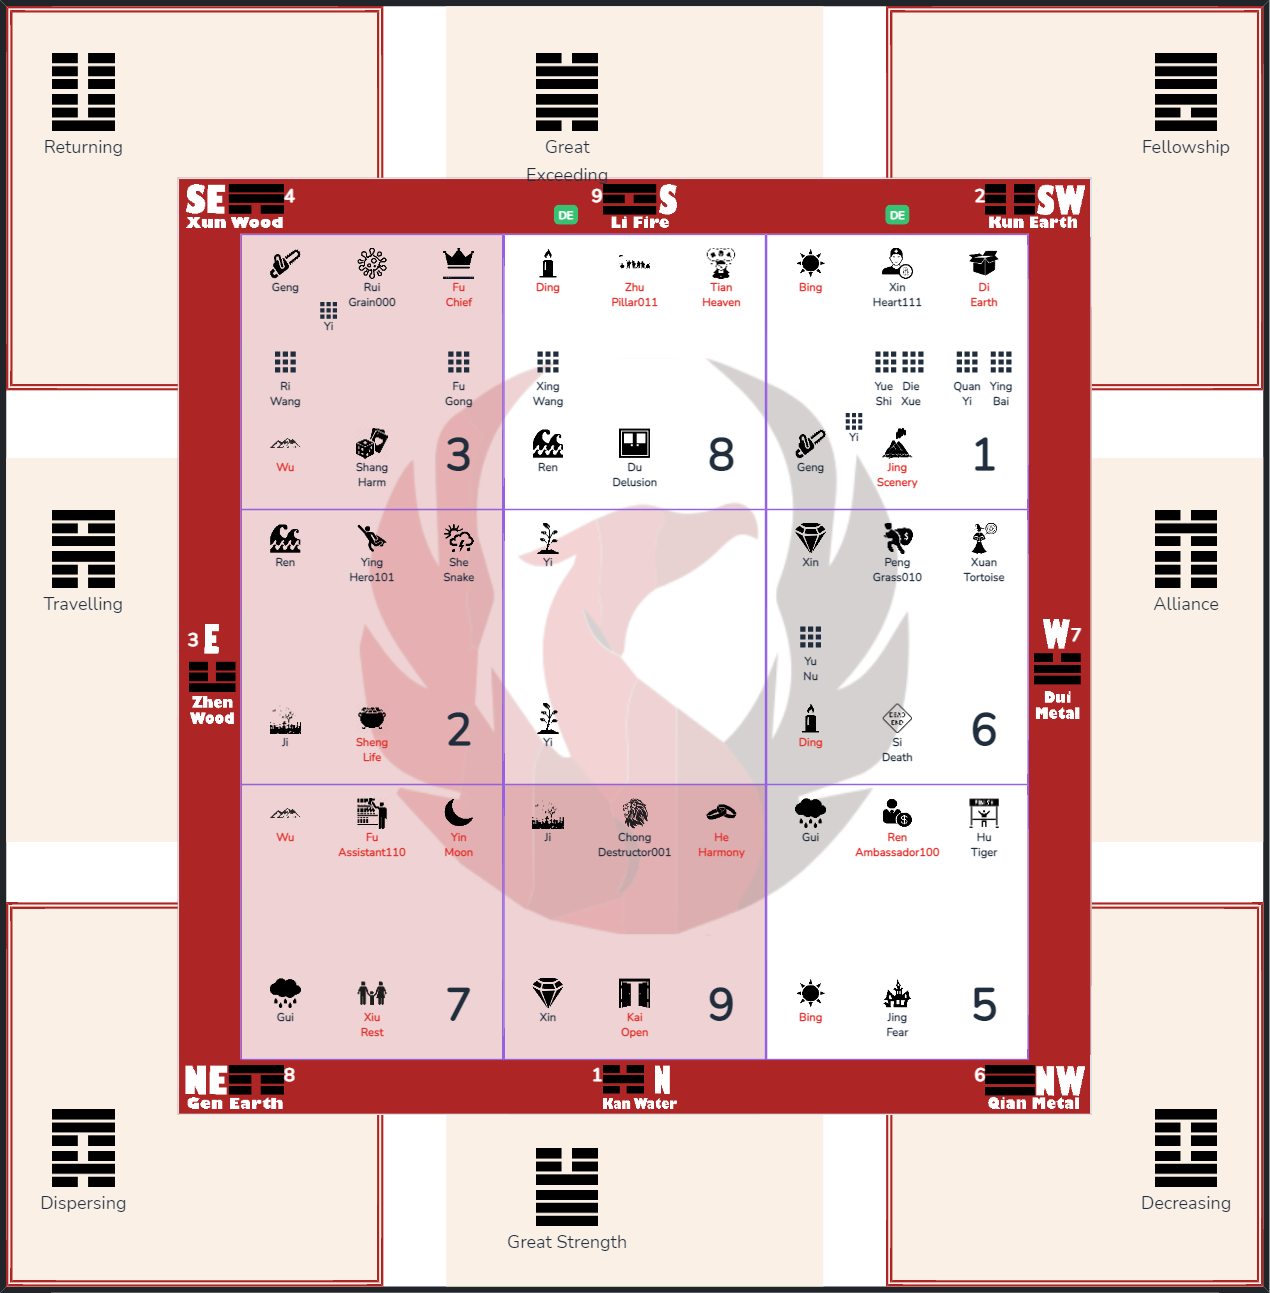 Returning
Great
Exceeding
Fellowship
SE 4
Xun Wood
DE
9 S
Li Fire
DE
2 SW
Kun Earth
Geng
Rui
Grain000
Fu
Chief
Yi
Ri
Wang
Fu
Gong
Wu
Shang
Harm
3
Ding
Zhu
Pillar011
Tian
Heaven
Xing
Wang
Ren
Du
Delusion
8
Bing
Xin
Heart111
Di
Earth
Yue
Shi
Die
Xue
Quan
Yi
Ying
Bai
Yi
Geng
Jing
Scenery
1
Travelling
3 E
Zhen
Wood
Ren
Ying
Hero101
She
Snake
Ji
Sheng
Life
2
Yi
Yi
Xin
Peng
Grass010
Xuan
Tortoise
Yu
Nu
Ding
DEAD
END
Si
Death
6
W 7
Dui
Metal
Alliance
Wu
Fu
Assistant110
Yin
Moon
Gui
Xiu
Rest
7
Ji
Chong
Destructor001
He
Harmony
Xin
Kai
Open
9
Gui
Ren
Ambassador100
FINISH
Hu
Tiger
Bing
Jing
Fear
5
NE 8
Gen Earth
1 N
Kan Water
6 NW
Qian Metal
Dispersing
Great Strength
Decreasing